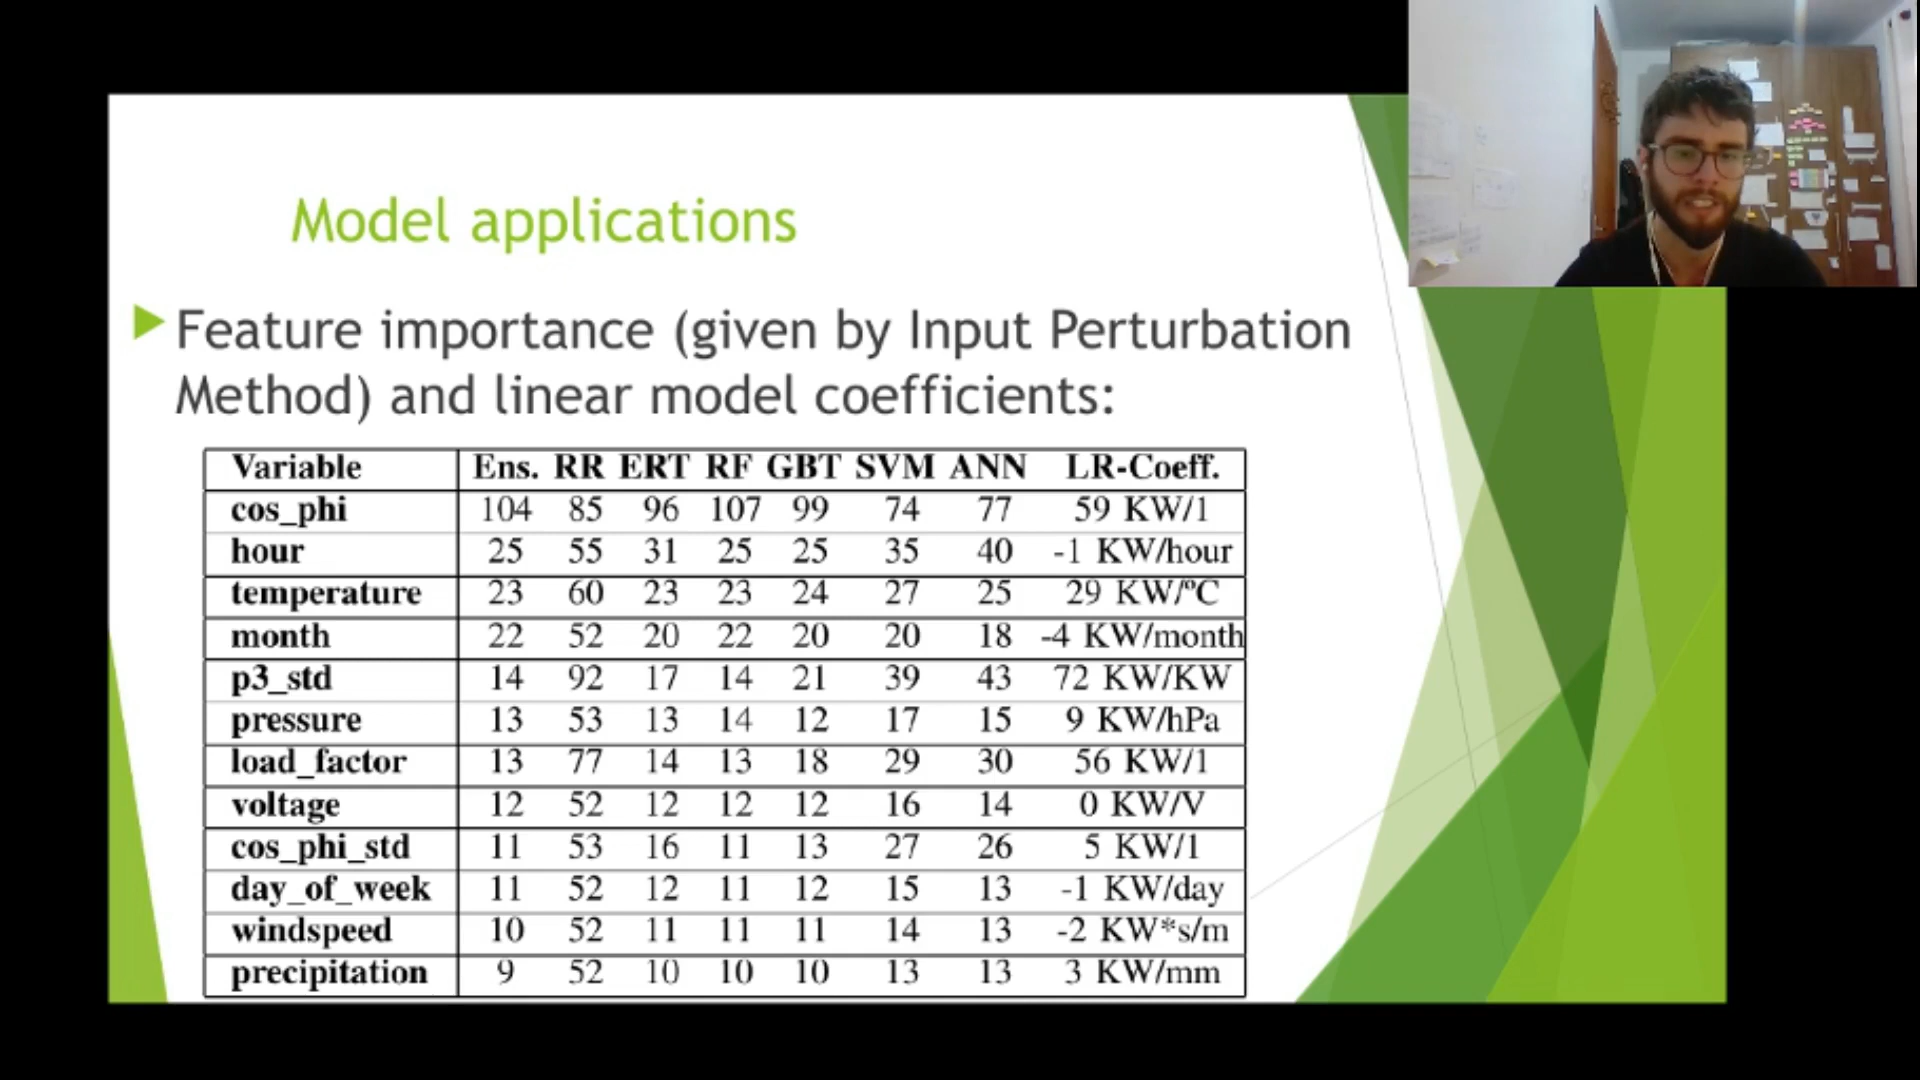 Model applications
Feature importance (given by Input Perturbation
Method) and linear model coefficients:
Variable Ens. RR ERT RF GBT SVM ANN LR-Coeff.
cos_phi 104 85 96 107 99 74 77 59 KW/1
hour 25 55 31 25 25 35 40 -1 KW/hour
temperature 23 60 23 23 24 27 25 29 KW/ºC
month 22 52 20 22 20 20 18 -4 KW/month
p3_std 14 92 17 14 21 39 43 72 KW/KW
pressure 13 53 13 14 12 17 15 9 KW/hPa
load_factor 13 77 14 13 18 29 30 56 KW/1
voltage 12 52 12 12 12 16 14 0 KW/V
cos_phi_std 11 53 16 11 13 27 26 5 KW/1
day_of_week 11 52 12 11 12 15 13 -1 KW/day
windspeed 10 52 11 11 11 14 13 -2 KW*s/m
precipitation 9 52 10 10 10 13 13 3 KW/mm